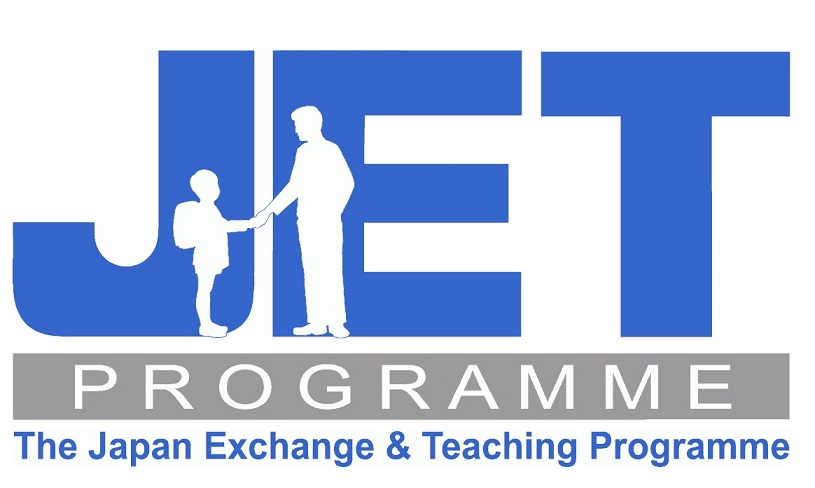 JET
PROGRAMME
The Japan Exchange & Teaching Programme